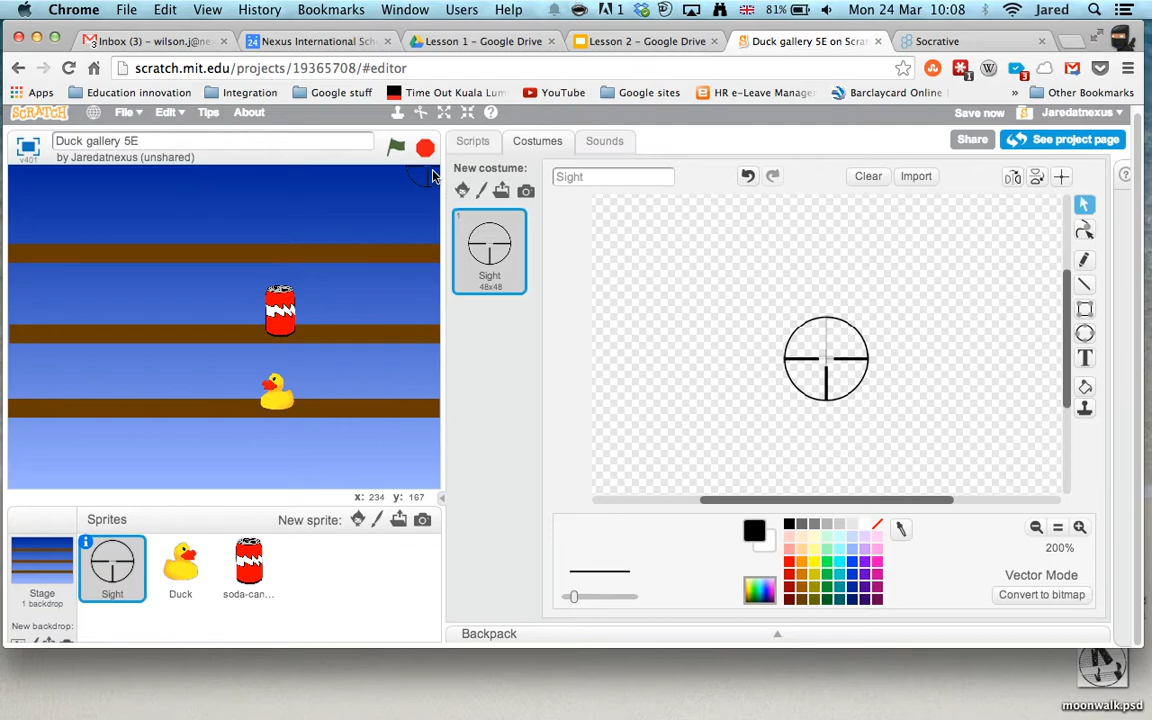 Chrome File Edit View History Bookmarks Window Users Help 1 81% Mon 24 Mar 10:08 Jared
Inbox (3) – wilson.j@ne Nexus International Sch Lesson 1 – Google Drive Lesson 2 – Google Drive Duck gallery 5E on Scra Socrative
scratch.mit.edu/projects/19365708/#editor
Apps Education innovation Integration Google stuff Time Out Kuala Lum YouTube Google sites HR e-Leave Manageme Barclaycard Online » Other Bookmarks
SCRATCH File Edit Tips About Save now Jaredatnexus
Duck gallery 5E
by Jaredatnexus (unshared)
v401
Scripts Costumes Sounds
Share See project page
New costume:
Sight
Clear Import
1
Sight
48x48
x: 234 y: 167
Sprites New sprite:
Stage
1 backdrop
New backdrop:
Sight
Duck
soda-can...
T
200%
Vector Mode
Convert to bitmap
Backpack
moonwalk.psd